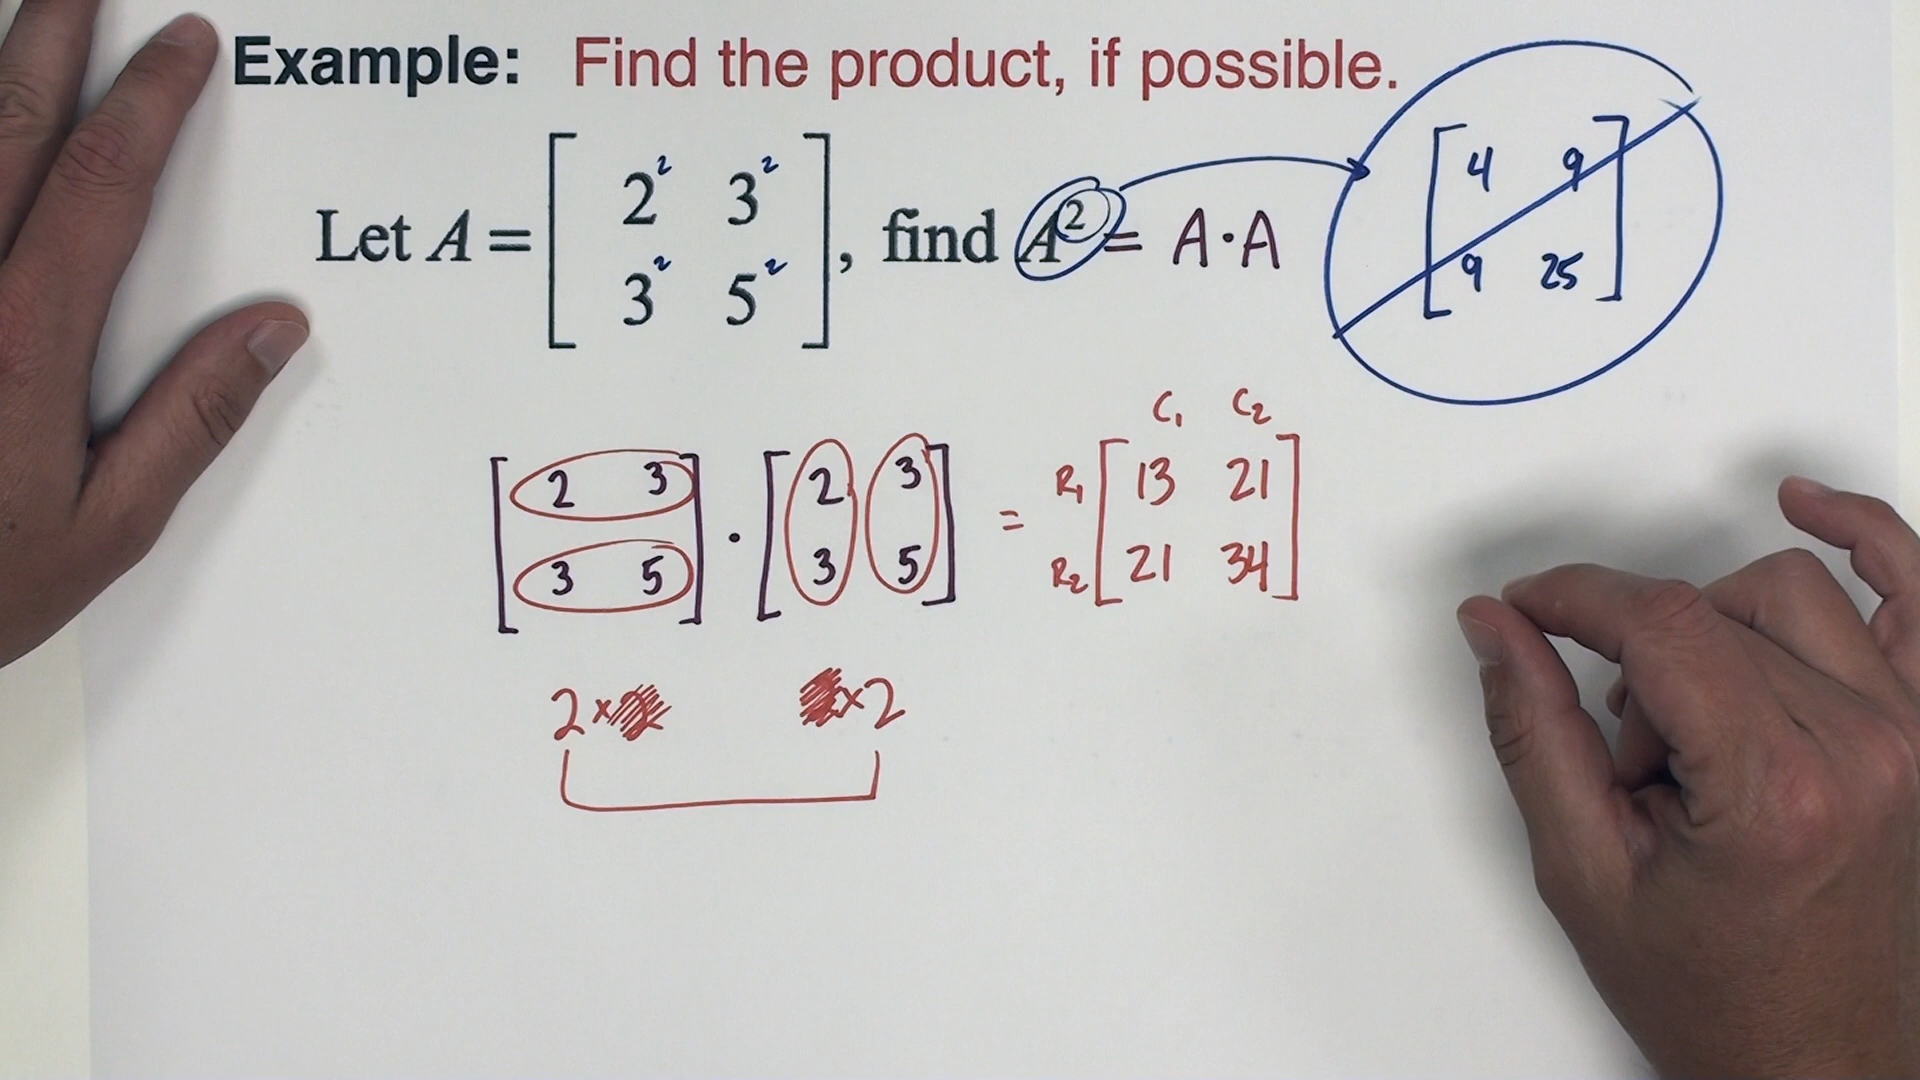 Example: Find the product, if possible.
Let A = [ 2² 3² ; 3² 5² ], find A² = A · A
[ 4 9 ; 9 25 ]
C₁ C₂
[ 2 3 ; 3 5 ] · [ 2 3 ; 3 5 ] = R₁ R₂ [ 13 21 ; 21 34 ]
2 × × 2